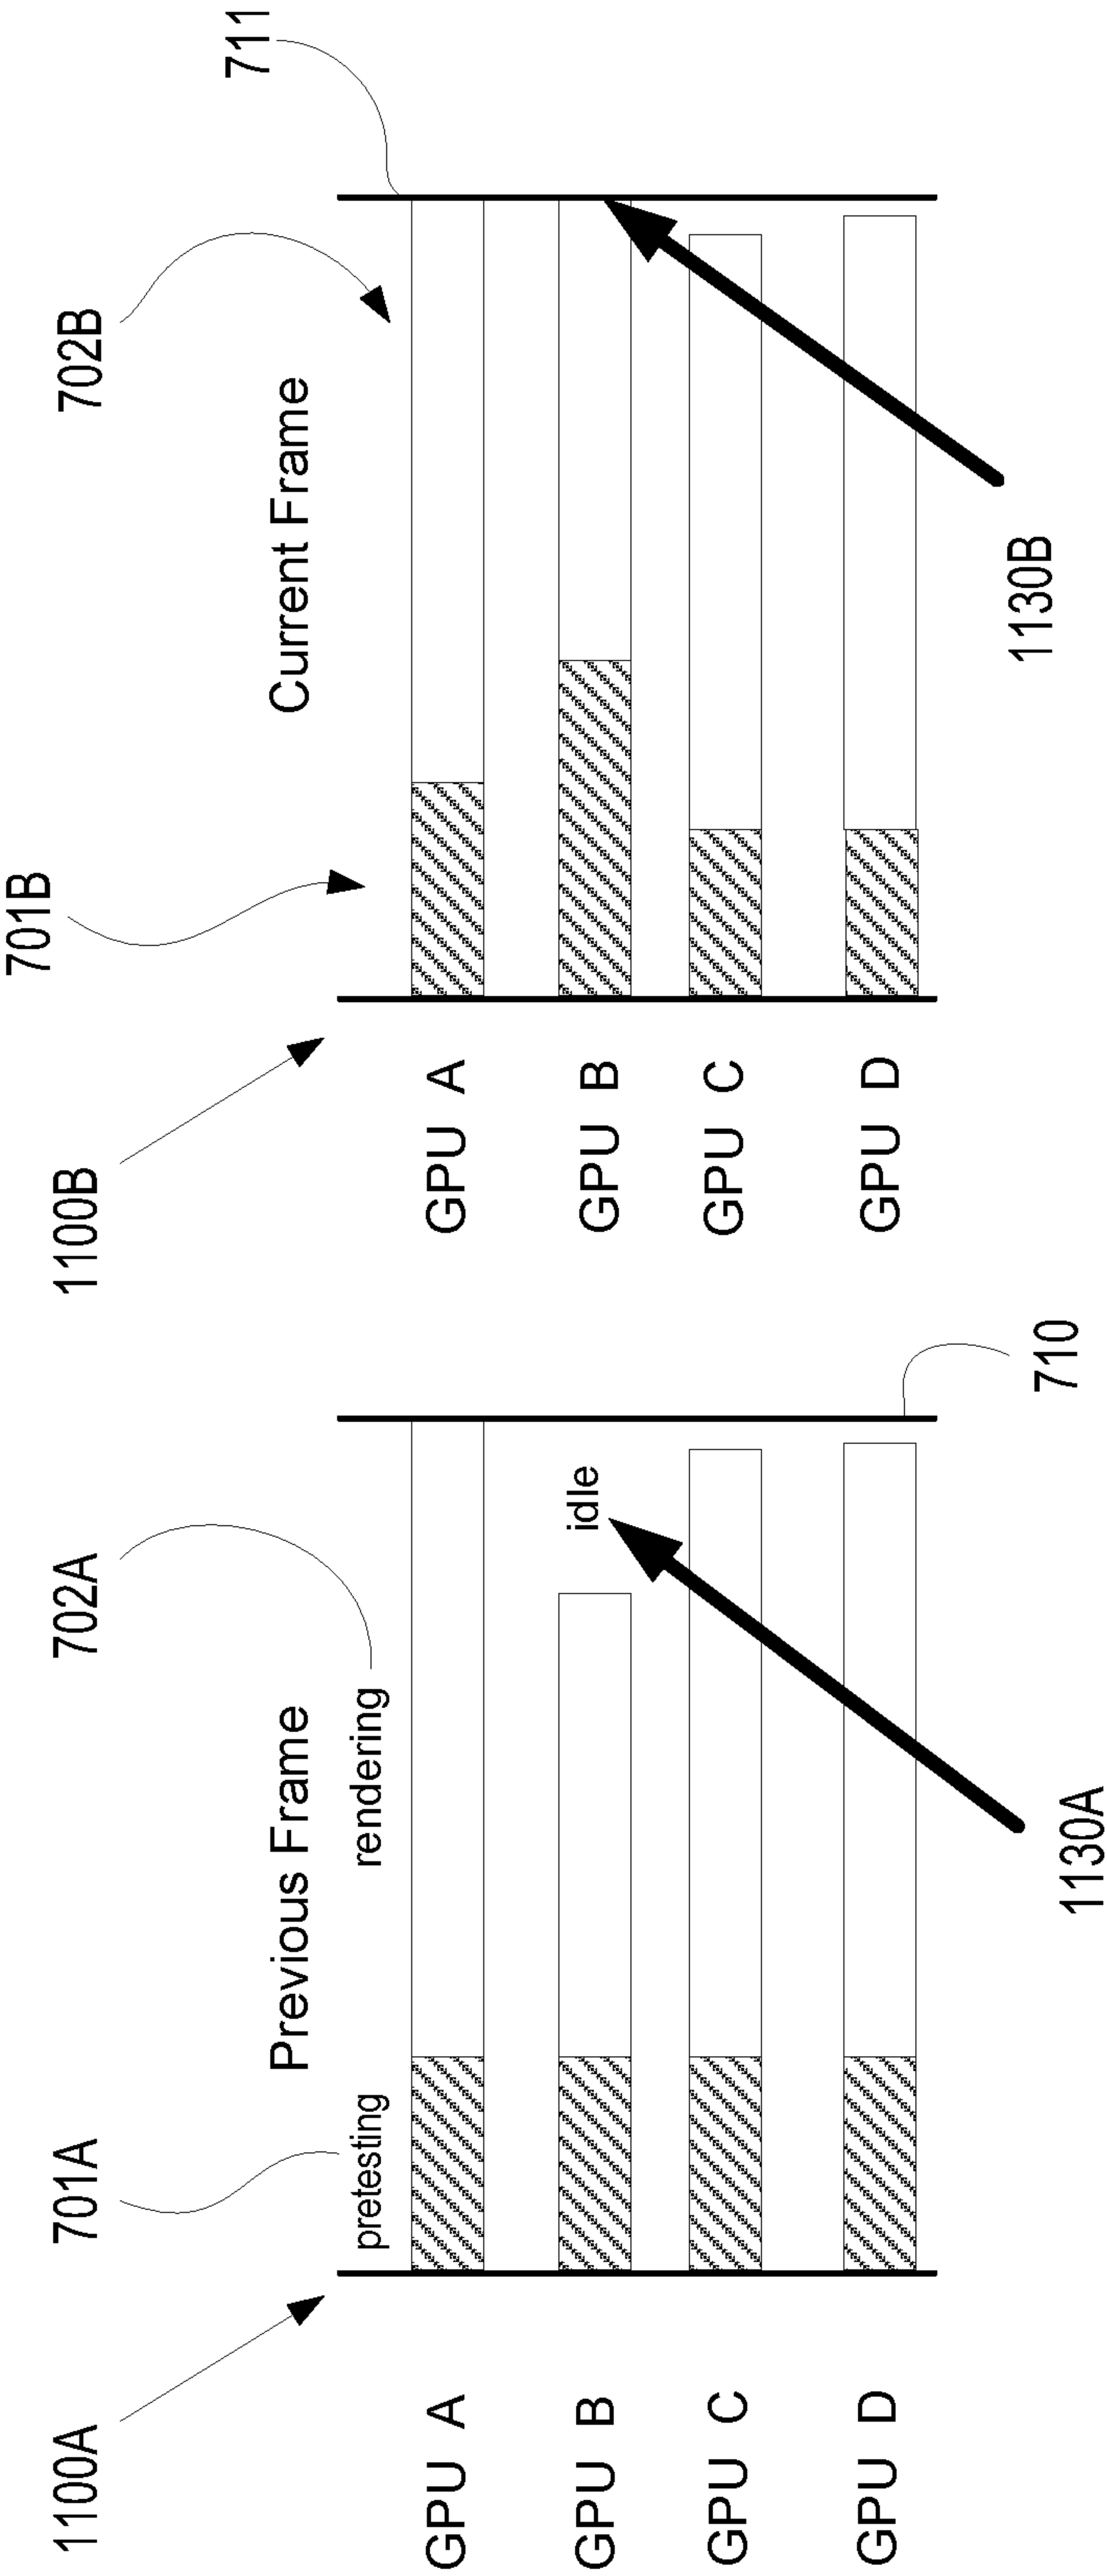 1100A
701A
702A
Previous Frame
pretesting
rendering
GPU A
GPU B
idle
GPU C
GPU D
1130A
710
1100B
701B
702B
711
Current Frame
GPU A
GPU B
GPU C
GPU D
1130B